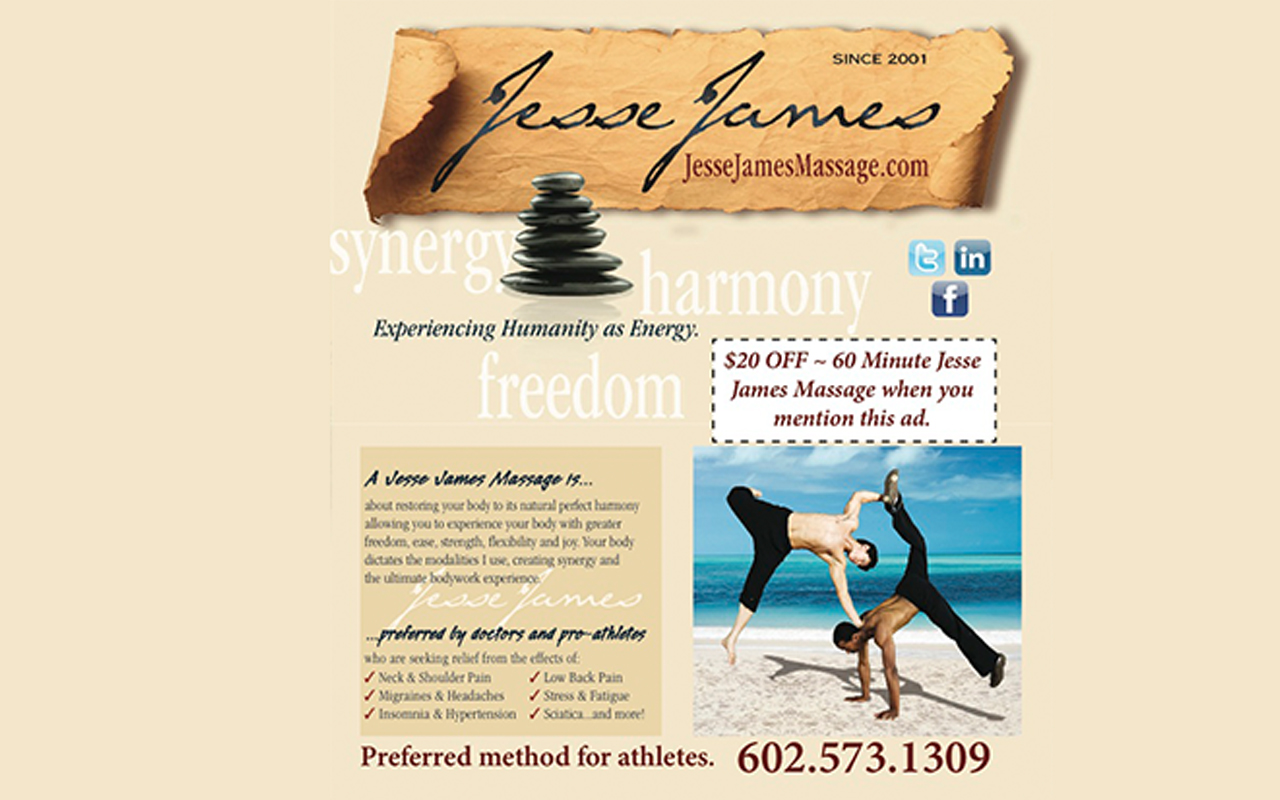 SINCE 2001
Jesse James
JesseJamesMassage.com
synergy
harmony
Experiencing Humanity as Energy.
freedom
$20 OFF ~ 60 Minute Jesse
James Massage when you
mention this ad.
A Jesse James Massage is...
about restoring your body to its natural perfect harmony
allowing you to experience your body with greater
freedom, ease, strength, flexibility and joy. Your body
dictates the modalities I use, creating synergy and
the ultimate bodywork experience.
Jesse James
...preferred by doctors and pro-athletes
who are seeking relief from the effects of:
✓ Neck & Shoulder Pain
✓ Migraines & Headaches
✓ Insomnia & Hypertension
✓ Low Back Pain
✓ Stress & Fatigue
✓ Sciatica...and more!
Preferred method for athletes.
602.573.1309